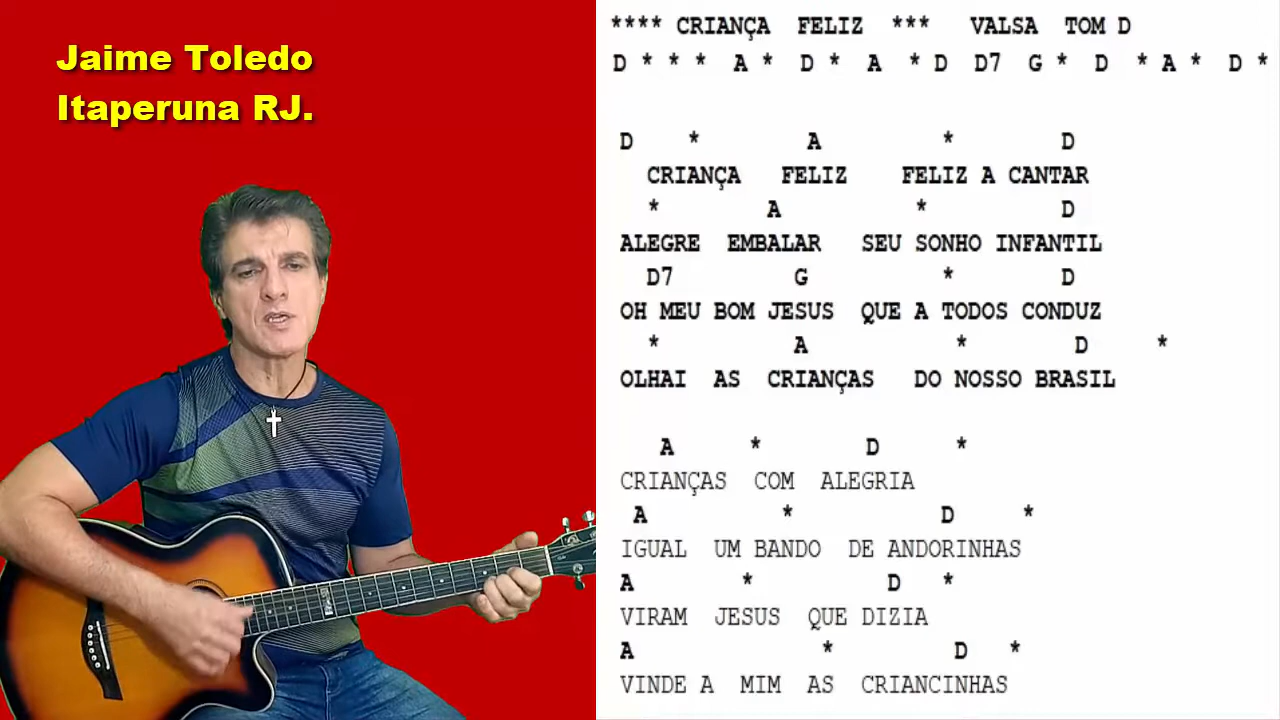 Jaime Toledo
Itaperuna RJ.
**** CRIANÇA FELIZ *** VALSA TOM D
D * * * A * D * A * D D7 G * D * A * D *
D * A * D
CRIANÇA FELIZ FELIZ A CANTAR
* A * D
ALEGRE EMBALAR SEU SONHO INFANTIL
D7 G * D
OH MEU BOM JESUS QUE A TODOS CONDUZ
* A * D *
OLHAI AS CRIANÇAS DO NOSSO BRASIL
A * D *
CRIANÇAS COM ALEGRIA
A * D *
IGUAL UM BANDO DE ANDORINHAS
A * D *
VIRAM JESUS QUE DIZIA
A * D *
VINDE A MIM AS CRIANCINHAS